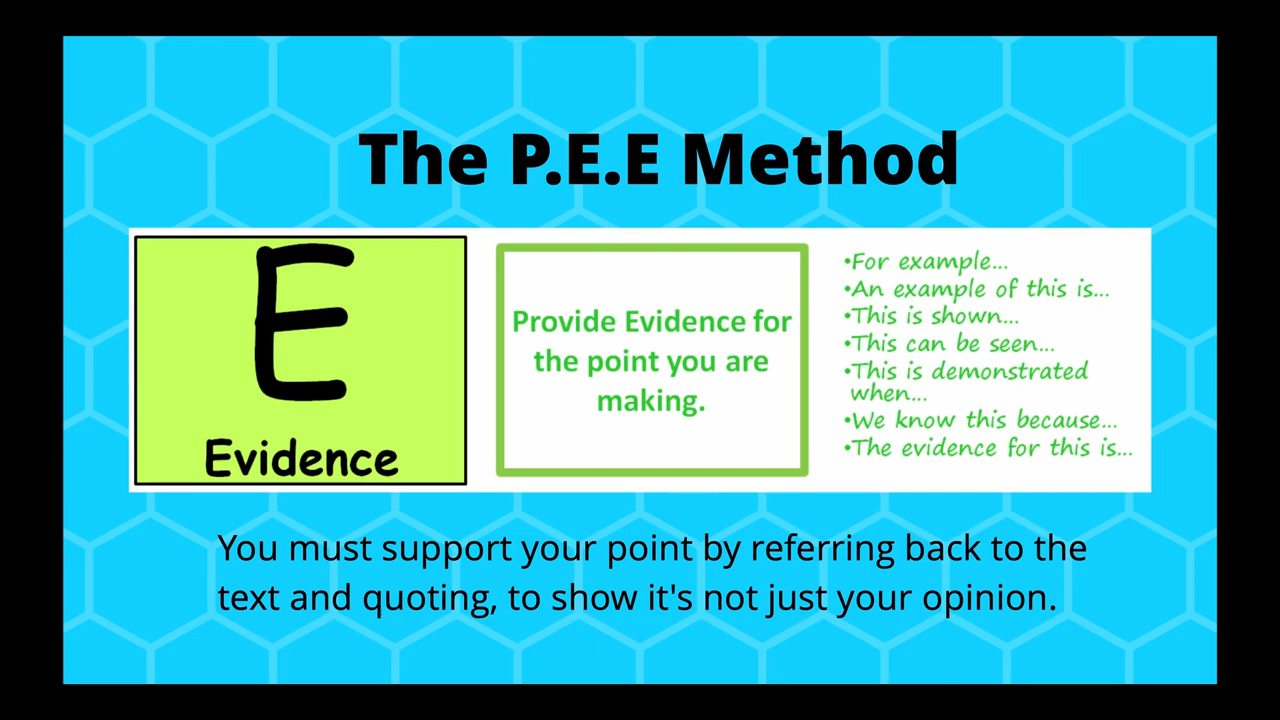 The P.E.E Method
E
Evidence
Provide Evidence for
the point you are
making.
•For example...
•An example of this is...
•This is shown...
•This can be seen...
•This is demonstrated
when...
•We know this because...
•The evidence for this is...
You must support your point by referring back to the
text and quoting, to show it's not just your opinion.